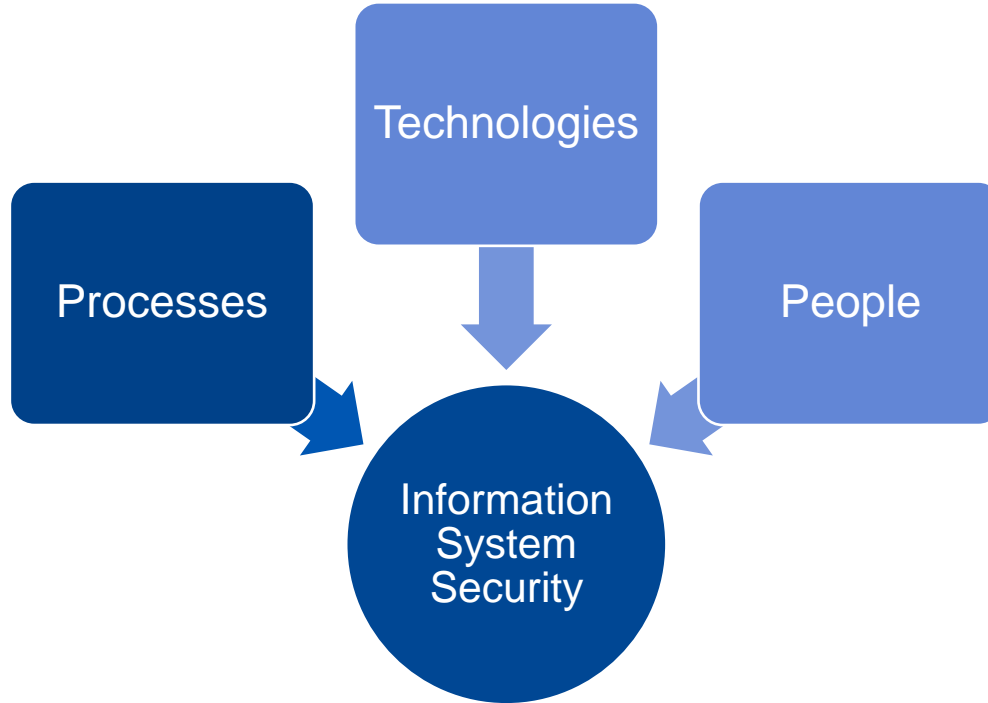 Technologies
Processes
People
Information
System
Security